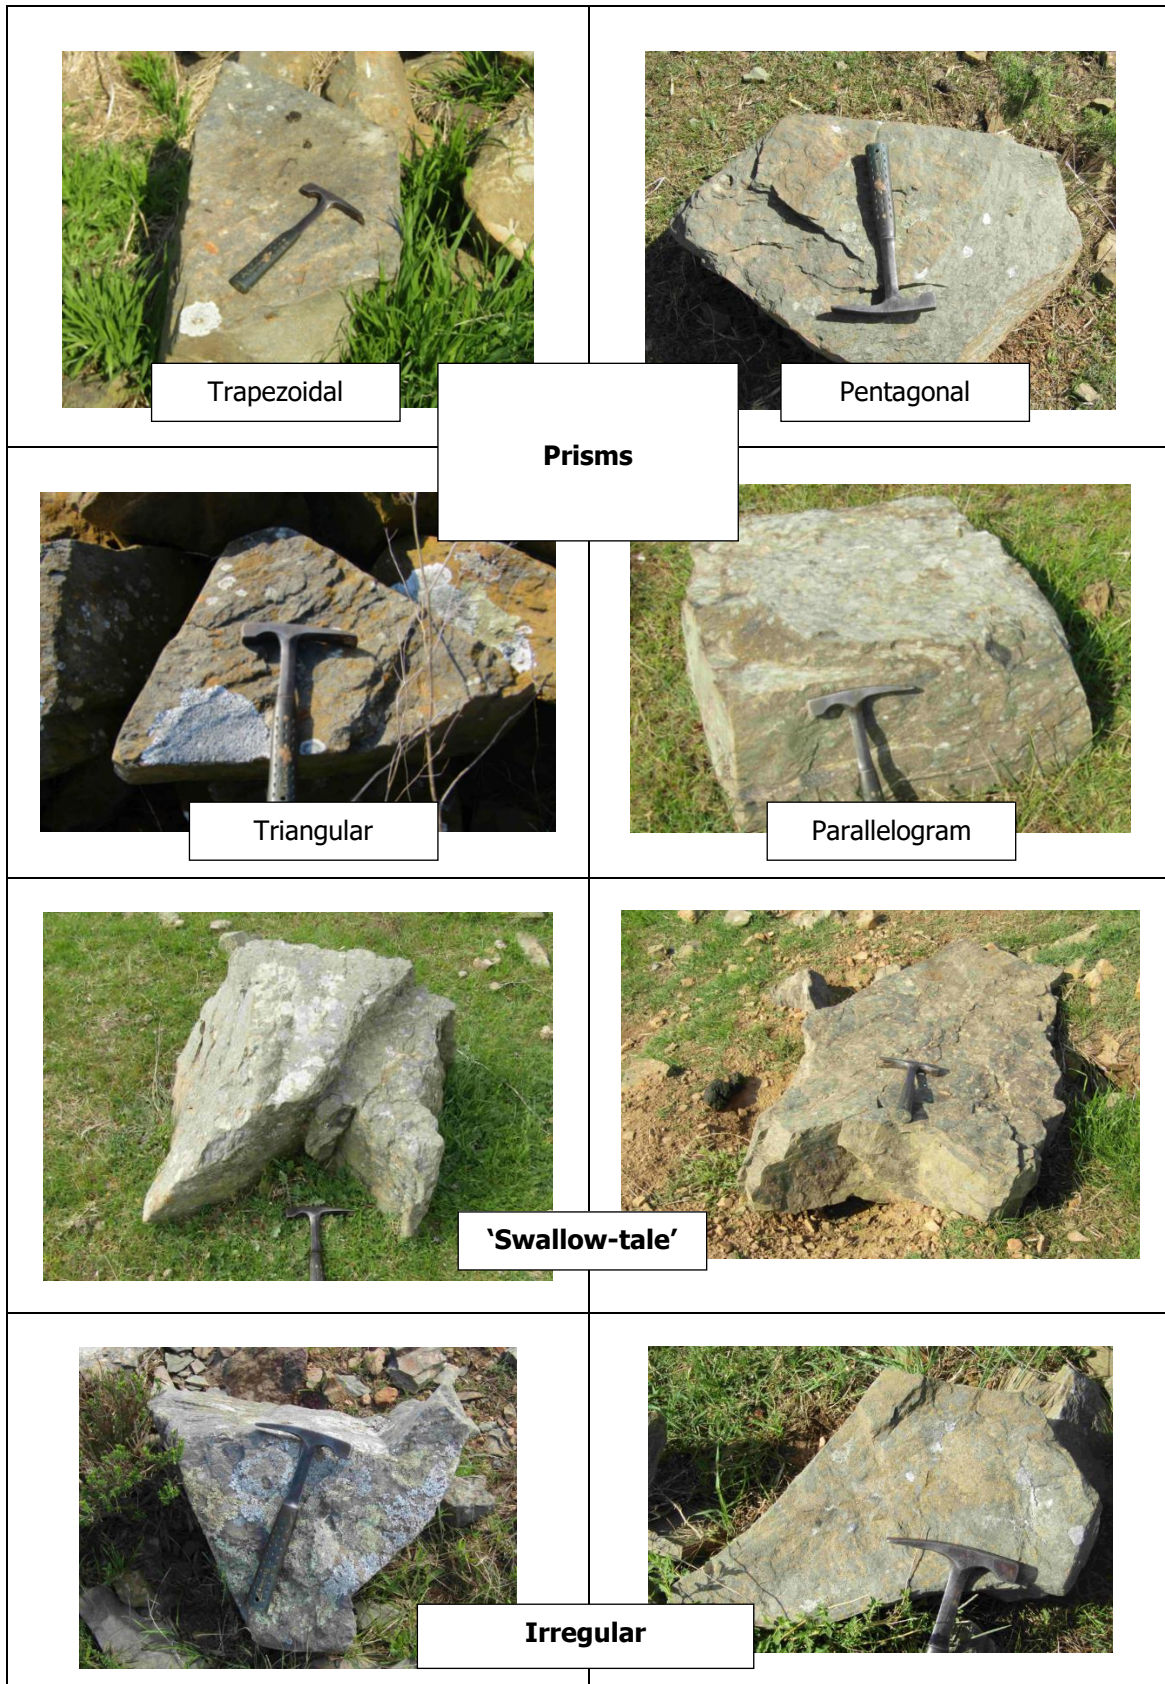 Trapezoidal
Pentagonal
Prisms
Triangular
Parallelogram
‘Swallow-tale’
Irregular